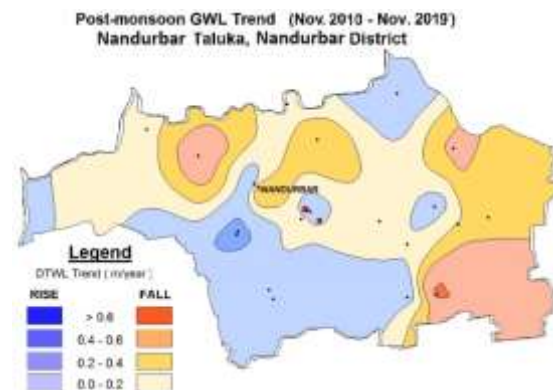 Post-monsoon GWL Trend (Nov. 2010 - Nov. 2019)
Nandurbar Taluka, Nandurbar District
NANDURBAR
Legend
DTWL Trend ( m/year )
RISE FALL
> 0.6
0.4 - 0.6
0.2 - 0.4
0.0 - 0.2